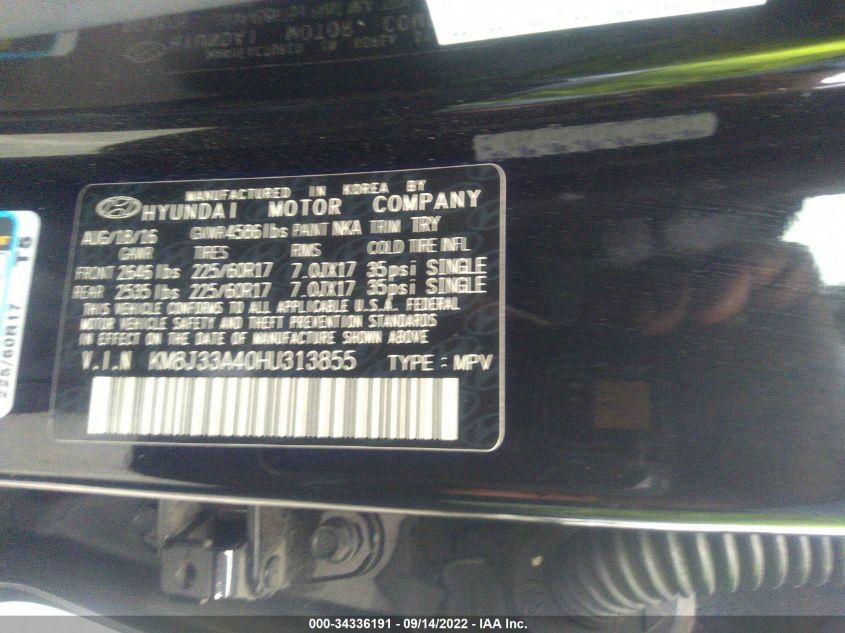 MANUFACTURED IN KOREA BY
HYUNDAI MOTOR COMPANY
AUG/18/16 GVWR 4586 lbs PAINT NKA TRIM TRY
GAWR TIRES RIMS COLD TIRE INFL
FRONT 2646 lbs 225/60R17 7.0JX17 35psi SINGLE
REAR 2535 lbs 225/60R17 7.0JX17 35psi SINGLE
THIS VEHICLE CONFORMS TO ALL APPLICABLE U.S.A. FEDERAL
MOTOR VEHICLE SAFETY AND THEFT PREVENTION STANDARDS
IN EFFECT ON THE DATE OF MANUFACTURE SHOWN ABOVE
V.I.N KM8J33A40HU313855 TYPE : MPV
225/60R17 T6
000-34336191 - 09/14/2022 - IAA Inc.